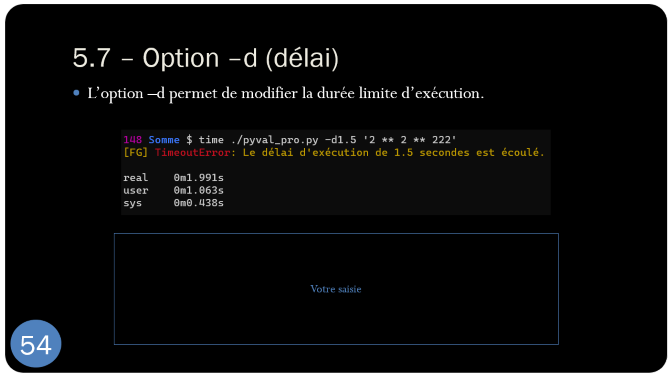 5.7 – Option –d (délai)
L'option –d permet de modifier la durée limite d'exécution.
148 Somme $ time ./pyval_pro.py -d1.5 '2 ** 2 ** 222'
[FG] TimeoutError: Le délai d'exécution de 1.5 secondes est écoulé.
real 0m1.991s
user 0m1.063s
sys 0m0.438s
Votre saisie
54